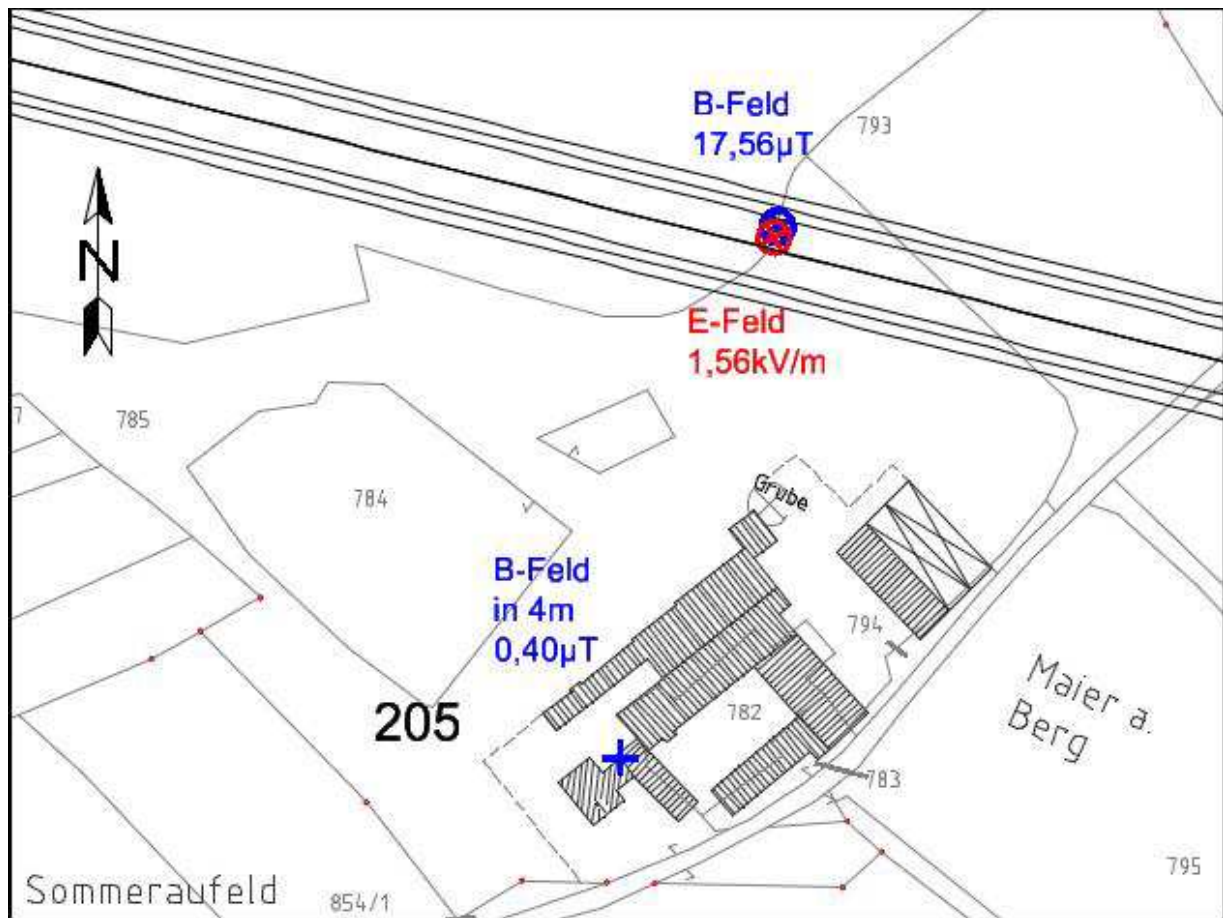 B-Feld
17,56µT
793
N
E-Feld
1,56kV/m
7
785
784
Grube
B-Feld
in 4m
0,40µT
794
205
782
Maier a.
Berg
783
795
Sommeraufeld
854/1